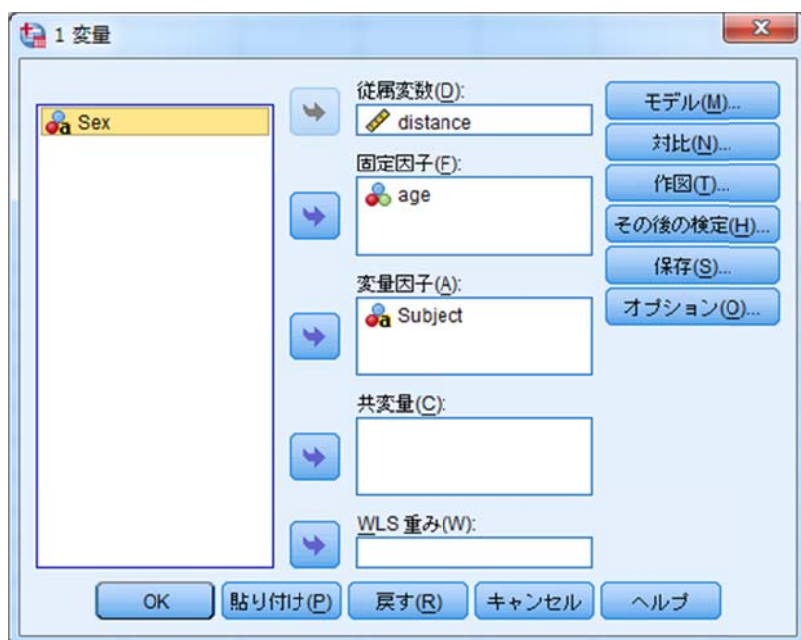 1 変量
Sex
従属変数(D):
distance
固定因子(F):
age
変量因子(A):
Subject
共変量(C):
WLS 重み(W):
モデル(M)...
対比(N)...
作図(T)...
その後の検定(H)...
保存(S)...
オプション(O)...
OK
貼り付け(P)
戻す(R)
キャンセル
ヘルプ